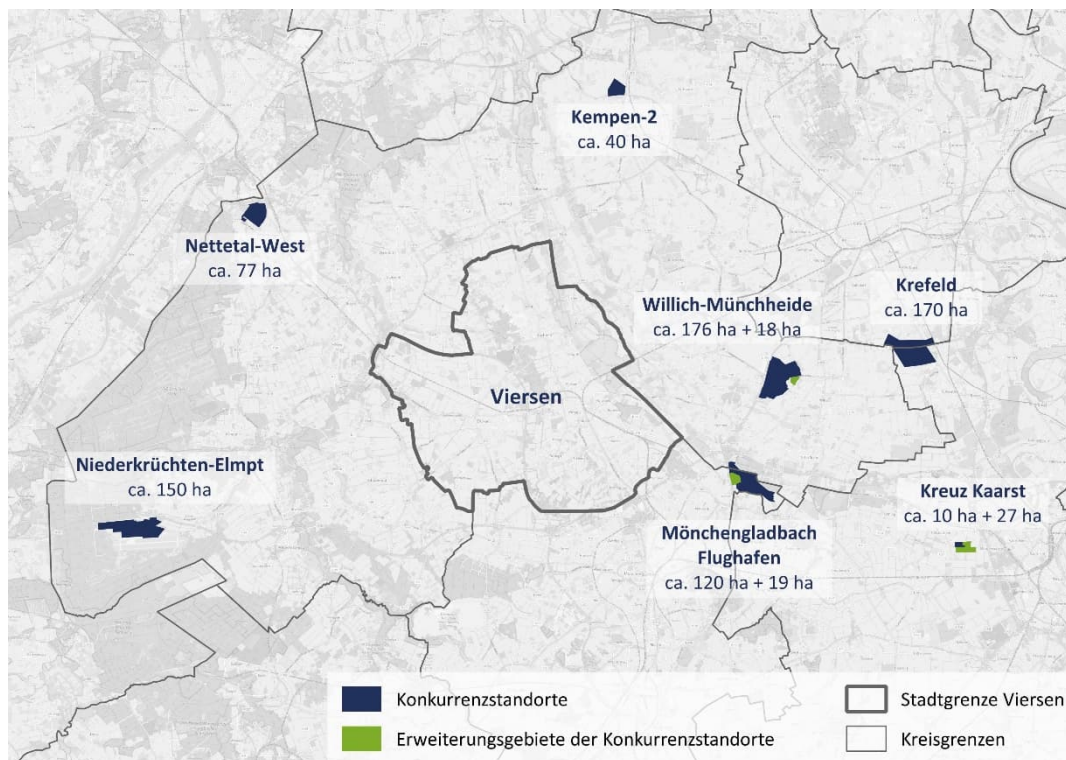 Kempen-2
ca. 40 ha
Nettetal-West
ca. 77 ha
Willich-Münchheide
ca. 176 ha + 18 ha
Krefeld
ca. 170 ha
Viersen
Niederkrüchten-Elmpt
ca. 150 ha
Mönchengladbach
Flughafen
ca. 120 ha + 19 ha
Kreuz Kaarst
ca. 10 ha + 27 ha
Konkurrenzstandorte
Erweiterungsgebiete der Konkurrenzstandorte
Stadtgrenze Viersen
Kreisgrenzen